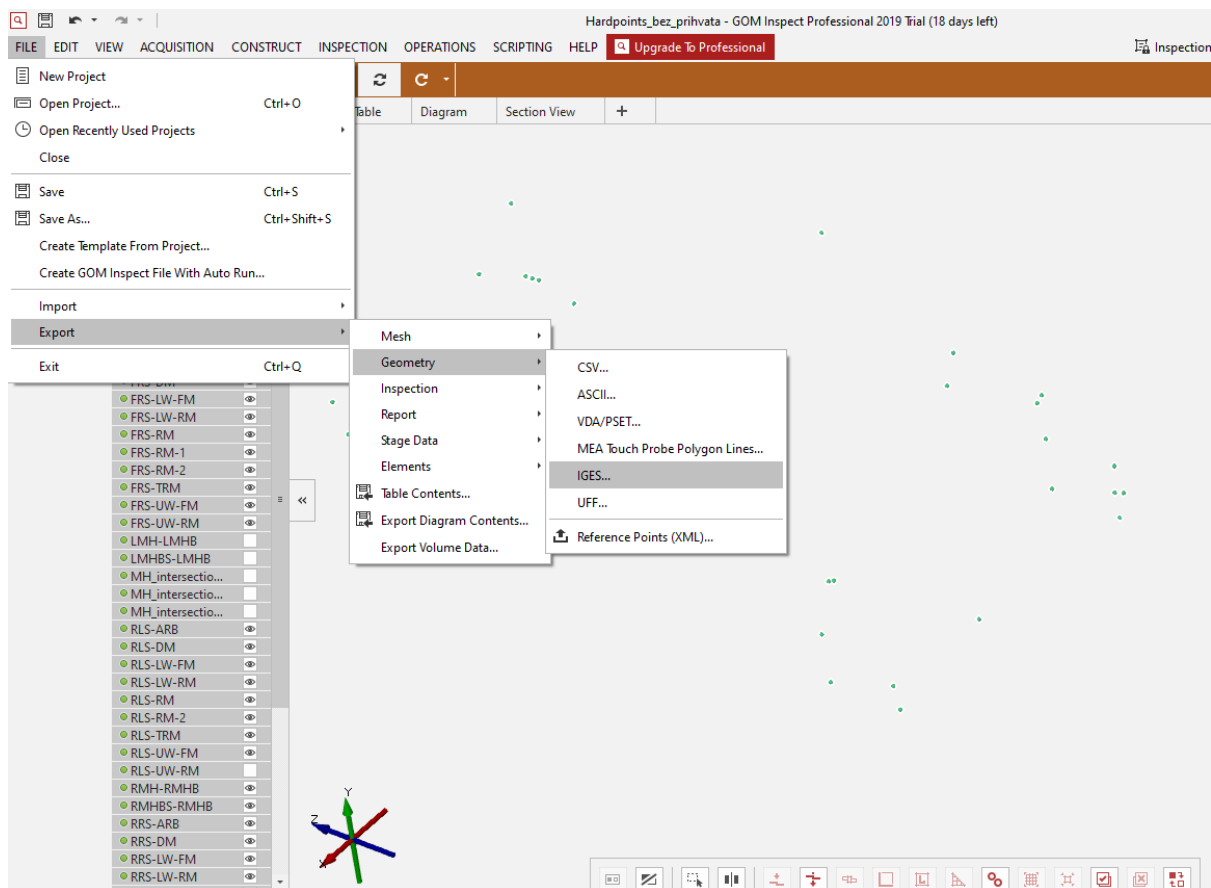 Hardpoints_bez_prihvata - GOM Inspect Professional 2019 Trial (18 days left)
FILE EDIT VIEW ACQUISITION CONSTRUCT INSPECTION OPERATIONS SCRIPTING HELP Upgrade To Professional Inspection
New Project
Open Project... Ctrl+O
Open Recently Used Projects
Close
Save Ctrl+S
Save As... Ctrl+Shift+S
Create Template From Project...
Create GOM Inspect File With Auto Run...
Import
Export
Exit Ctrl+Q
Table Diagram Section View +
Mesh
Geometry
Inspection
Report
Stage Data
Elements
Table Contents...
Export Diagram Contents...
Export Volume Data...
CSV...
ASCII...
VDA/PSET...
MEA Touch Probe Polygon Lines...
IGES...
UFF...
Reference Points (XML)...
FRS-DM
FRS-LW-FM
FRS-LW-RM
FRS-RM
FRS-RM-1
FRS-RM-2
FRS-TRM
FRS-UW-FM
FRS-UW-RM
LMH-LMHB
LMHBS-LMHB
MH_intersectio...
MH_intersectio...
MH_intersectio...
RLS-ARB
RLS-DM
RLS-LW-FM
RLS-LW-RM
RLS-RM
RLS-RM-2
RLS-TRM
RLS-UW-FM
RLS-UW-RM
RMH-RMHB
RMHBS-RMHB
RRS-ARB
RRS-DM
RRS-LW-FM
RRS-LW-RM
Y
Z
X